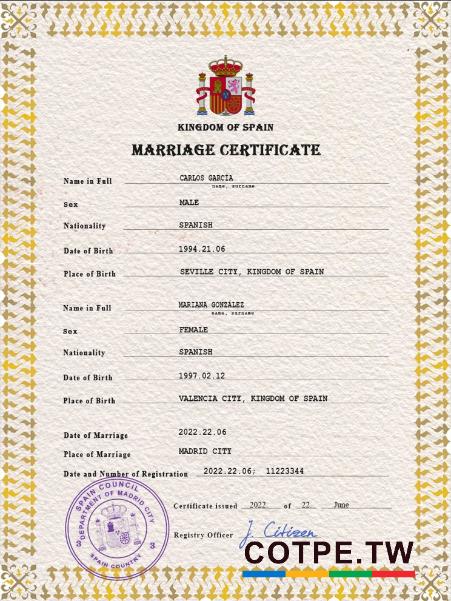 KINGDOM OF SPAIN
MARRIAGE CERTIFICATE
Name in Full CARLOS GARCIA
name, surname
Sex MALE
Nationality SPANISH
Date of Birth 1994.21.06
Place of Birth SEVILLE CITY, KINGDOM OF SPAIN
Name in Full MARIANA GONZÁLEZ
name, surname
Sex FEMALE
Nationality SPANISH
Date of Birth 1997.02.12
Place of Birth VALENCIA CITY, KINGDOM OF SPAIN
Date of Marriage 2022.22.06
Place of Marriage MADRID CITY
Date and Number of Registration 2022.22.06; 11223344
SPAIN COUNCIL
DEPARTMENT OF MADRID CITY
3 3
SPAIN COUNTRY
Certificate issued 2022 of 22 June
Registry Officer J. Citizen
COTPE.TW